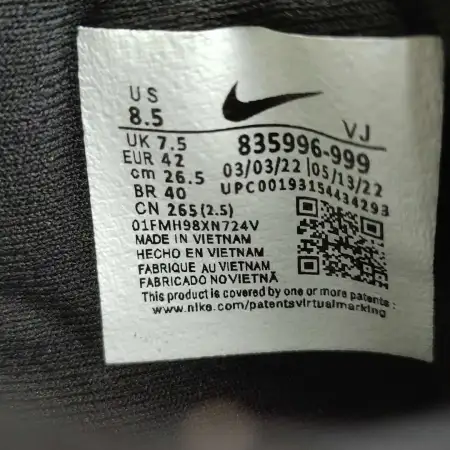 US
8.5
VJ
UK 7.5
835996-999
EUR 42
03/03/22 05/13/22
cm 26.5
UPC00193154434293
BR 40
CN 265(2.5)
01FMH98XN724V
MADE IN VIETNAM
HECHO EN VIETNAM
FABRIQUE AU VIETNAM
FABRICADO NOVIETNÃ
This product is covered by one or more patents:
www.nike.com/patentsvirtualmarking